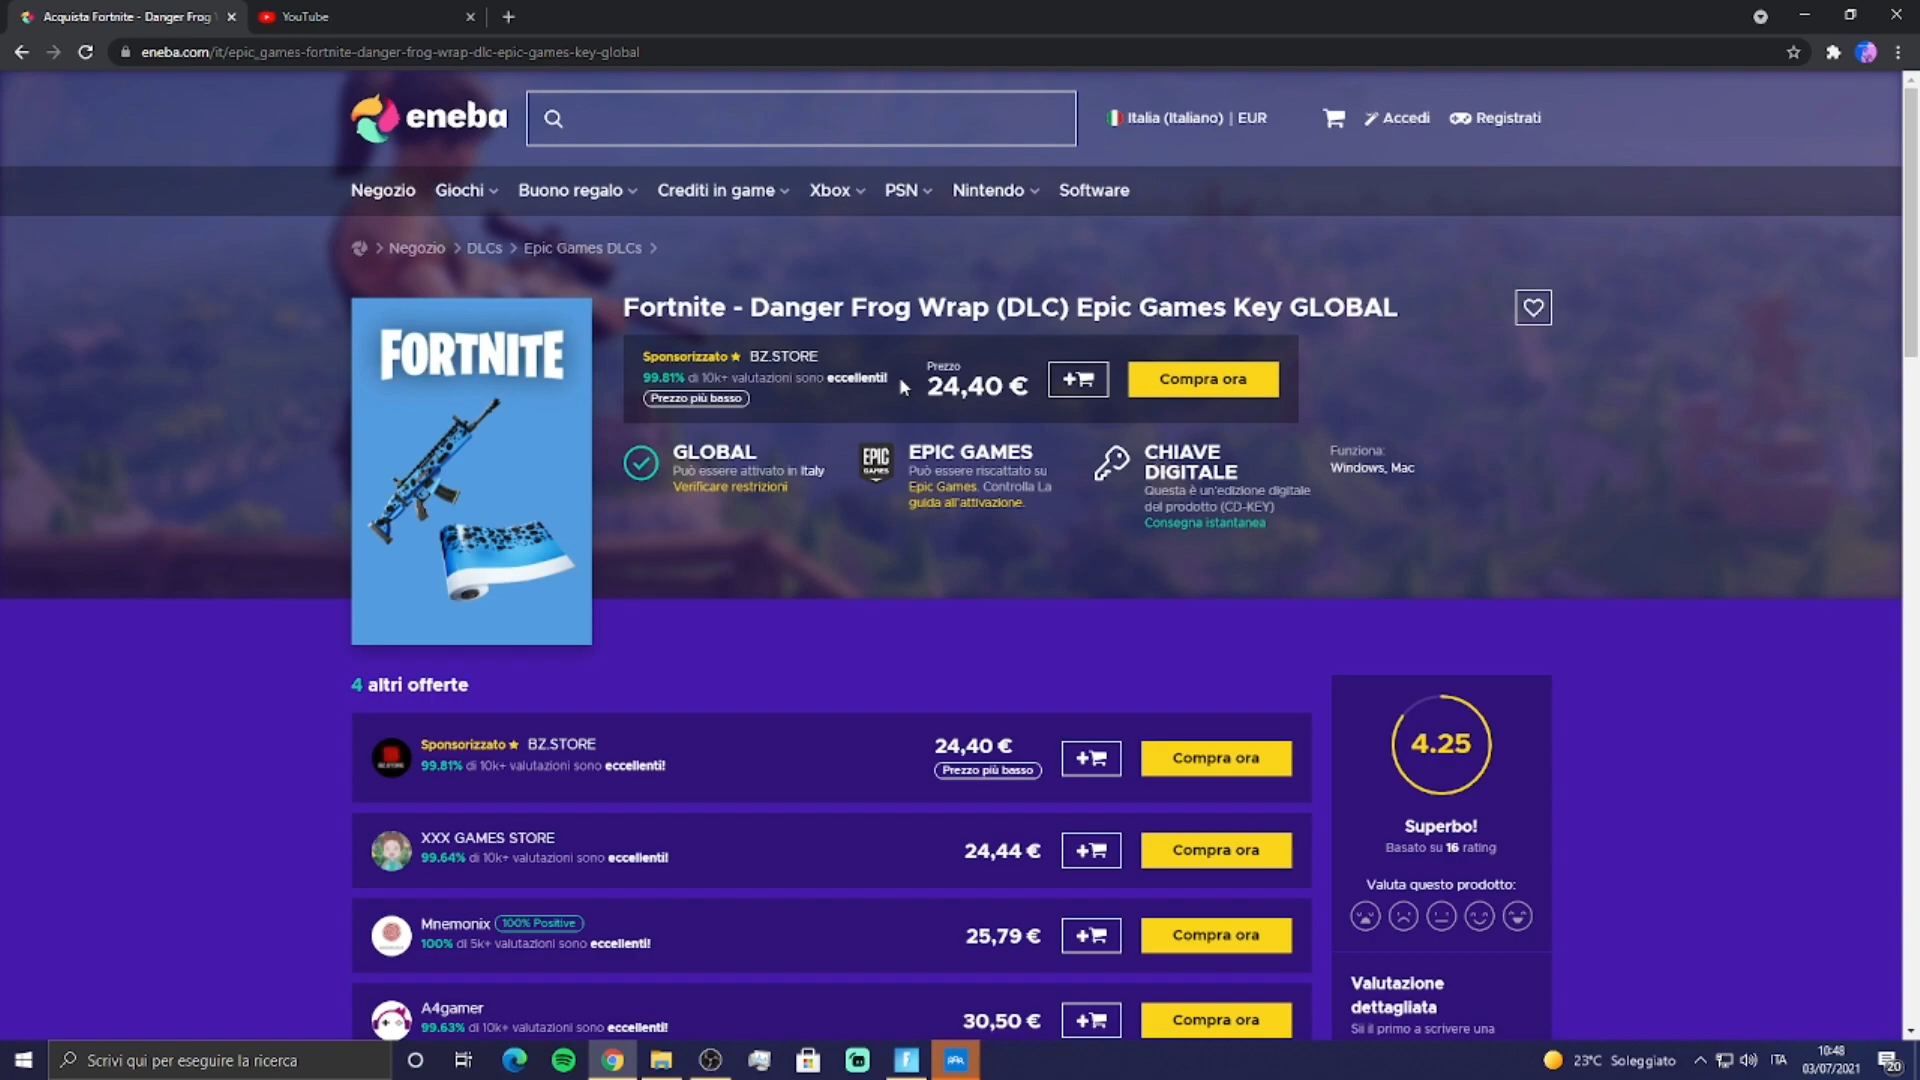 Acquista Fortnite - Danger Frog
YouTube
eneba.com/it/epic_games-fortnite-danger-frog-wrap-dlc-epic-games-key-global
eneba
Italia (Italiano) | EUR
Accedi
Registrati
Negozio
Giochi
Buono regalo
Crediti in game
Xbox
PSN
Nintendo
Software
Negozio
DLCs
Epic Games DLCs
FORTNITE
Fortnite - Danger Frog Wrap (DLC) Epic Games Key GLOBAL
Sponsorizzato BZ.STORE
99.81% di 10k+ valutazioni sono eccellenti!
Prezzo più basso
Prezzo
24,40 €
Compra ora
GLOBAL
Può essere attivato in Italy
Verificare restrizioni
EPIC GAMES
EPIC GAMES
Può essere riscattato su
Epic Games. Controlla La
guida all'attivazione.
CHIAVE
DIGITALE
Questa è un'edizione digitale
del prodotto (CD-KEY)
Consegna istantanea
Funziona:
Windows, Mac
4 altri offerte
Sponsorizzato BZ.STORE
99.81% di 10k+ valutazioni sono eccellenti!
24,40 €
Prezzo più basso
Compra ora
XXX GAMES STORE
99.64% di 10k+ valutazioni sono eccellenti!
24,44 €
Compra ora
Mnemonix 100% Positive
100% di 5k+ valutazioni sono eccellenti!
25,79 €
Compra ora
A4gamer
99.63% di 10k+ valutazioni sono eccellenti!
30,50 €
Compra ora
4.25
Superbo!
Basato su 16 rating
Valuta questo prodotto:
Valutazione
dettagliata
Sii il primo a scrivere una
Scrivi qui per eseguire la ricerca
23°C Soleggiato
ITA
10:48
03/07/2021
20